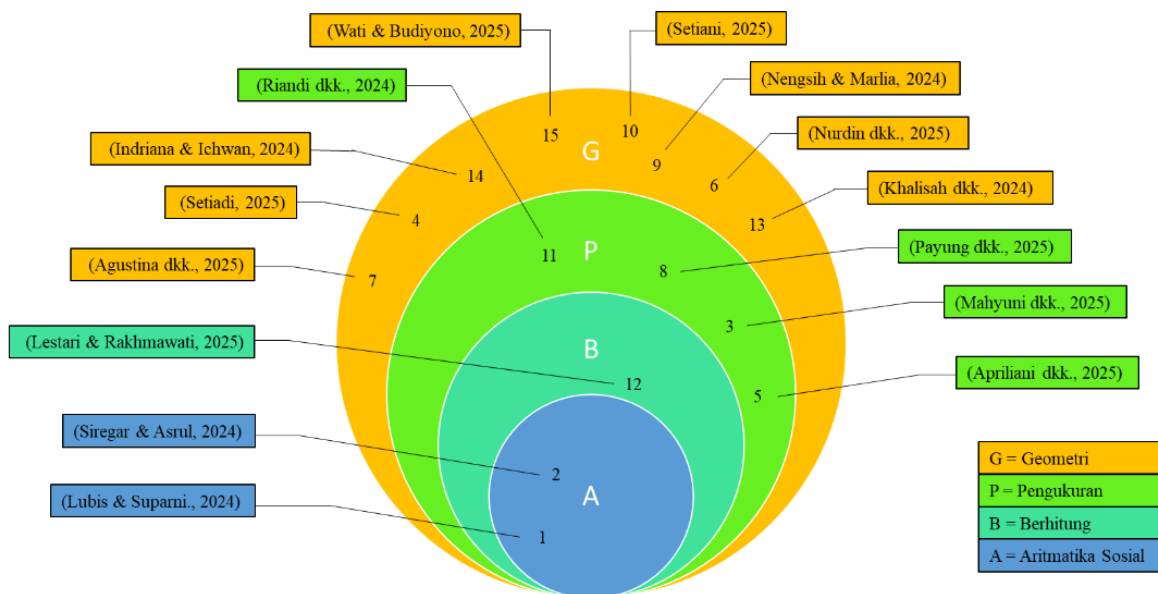 (Wati & Budiyono, 2025)
(Setiani, 2025)
(Riandi dkk., 2024)
(Nengsih & Marlia, 2024)
(Indriana & Ichwan, 2024)
(Nurdin dkk., 2025)
(Setiadi, 2025)
(Khalisah dkk., 2024)
(Agustina dkk., 2025)
(Payung dkk., 2025)
(Lestari & Rakhmawati, 2025)
(Mahyuni dkk., 2025)
(Siregar & Asrul, 2024)
(Apriliani dkk., 2025)
(Lubis & Suparni., 2024)
15
10
G
9
14
6
4
13
P
11
8
7
3
B
12
5
2
A
1
G = Geometri
P = Pengukuran
B = Berhitung
A = Aritmatika Sosial